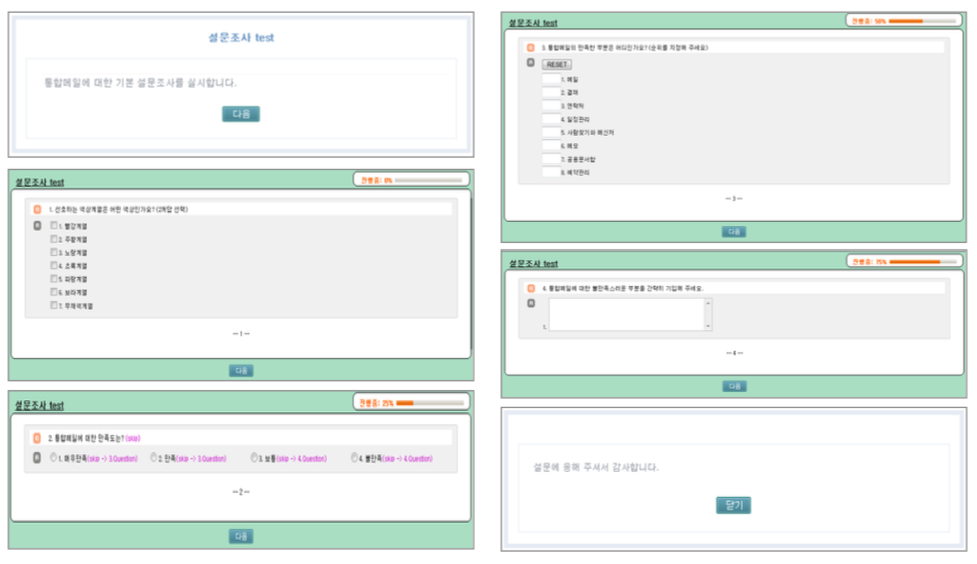 설문조사 test
통합메일에 대한 기본 설문조사를 실시합니다.
다음
설문조사 test
진행중: 0%
1. 선호하는 색상계열은 어떤 색상인가요? (2개답 선택)
1. 빨강계열
2. 주황계열
3. 노랑계열
4. 초록계열
5. 파랑계열
6. 보라계열
7. 무채색계열
-- 1 --
다음
설문조사 test
진행중: 25%
2. 통합메일에 대한 만족도는? (skip)
1. 매우만족(skip -> 3.Question) 2. 만족(skip -> 3.Question) 3. 보통(skip -> 4.Question) 4. 불만족(skip -> 4.Question)
-- 2 --
다음
설문조사 test
진행중: 50%
3. 통합메일의 만족한 부분은 어디인가요? (순위를 지정해 주세요)
RESET
1. 메일
2. 결재
3. 연락처
4. 일정관리
5. 사람찾기와 메신저
6. 메모
7. 공용문서함
8. 예약관리
-- 3 --
다음
설문조사 test
진행중: 75%
4. 통합메일에 대한 불만족스러운 부분을 간략히 기입해 주세요.
1.
-- 4 --
다음
설문에 응해 주셔서 감사합니다.
닫기